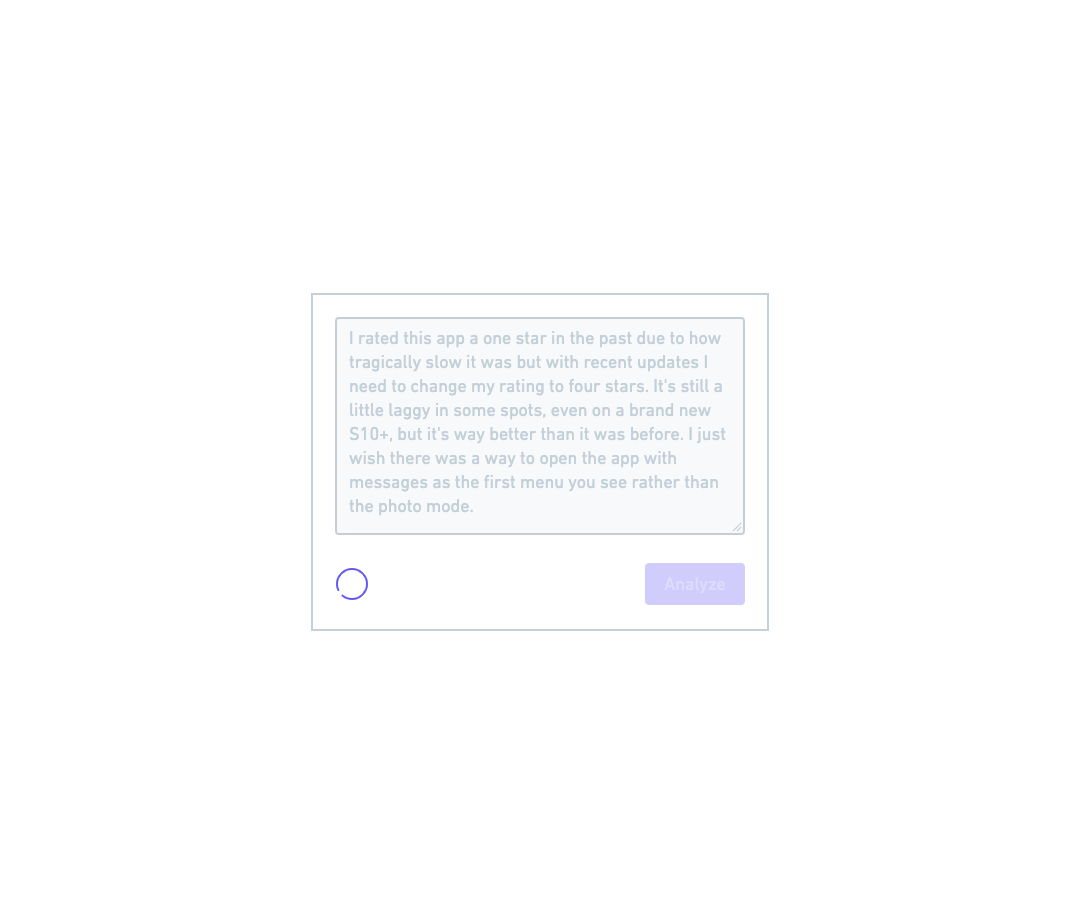 I rated this app a one star in the past due to how
tragically slow it was but with recent updates I
need to change my rating to four stars. It's still a
little laggy in some spots, even on a brand new
S10+, but it's way better than it was before. I just
wish there was a way to open the app with
messages as the first menu you see rather than
the photo mode.
Analyze